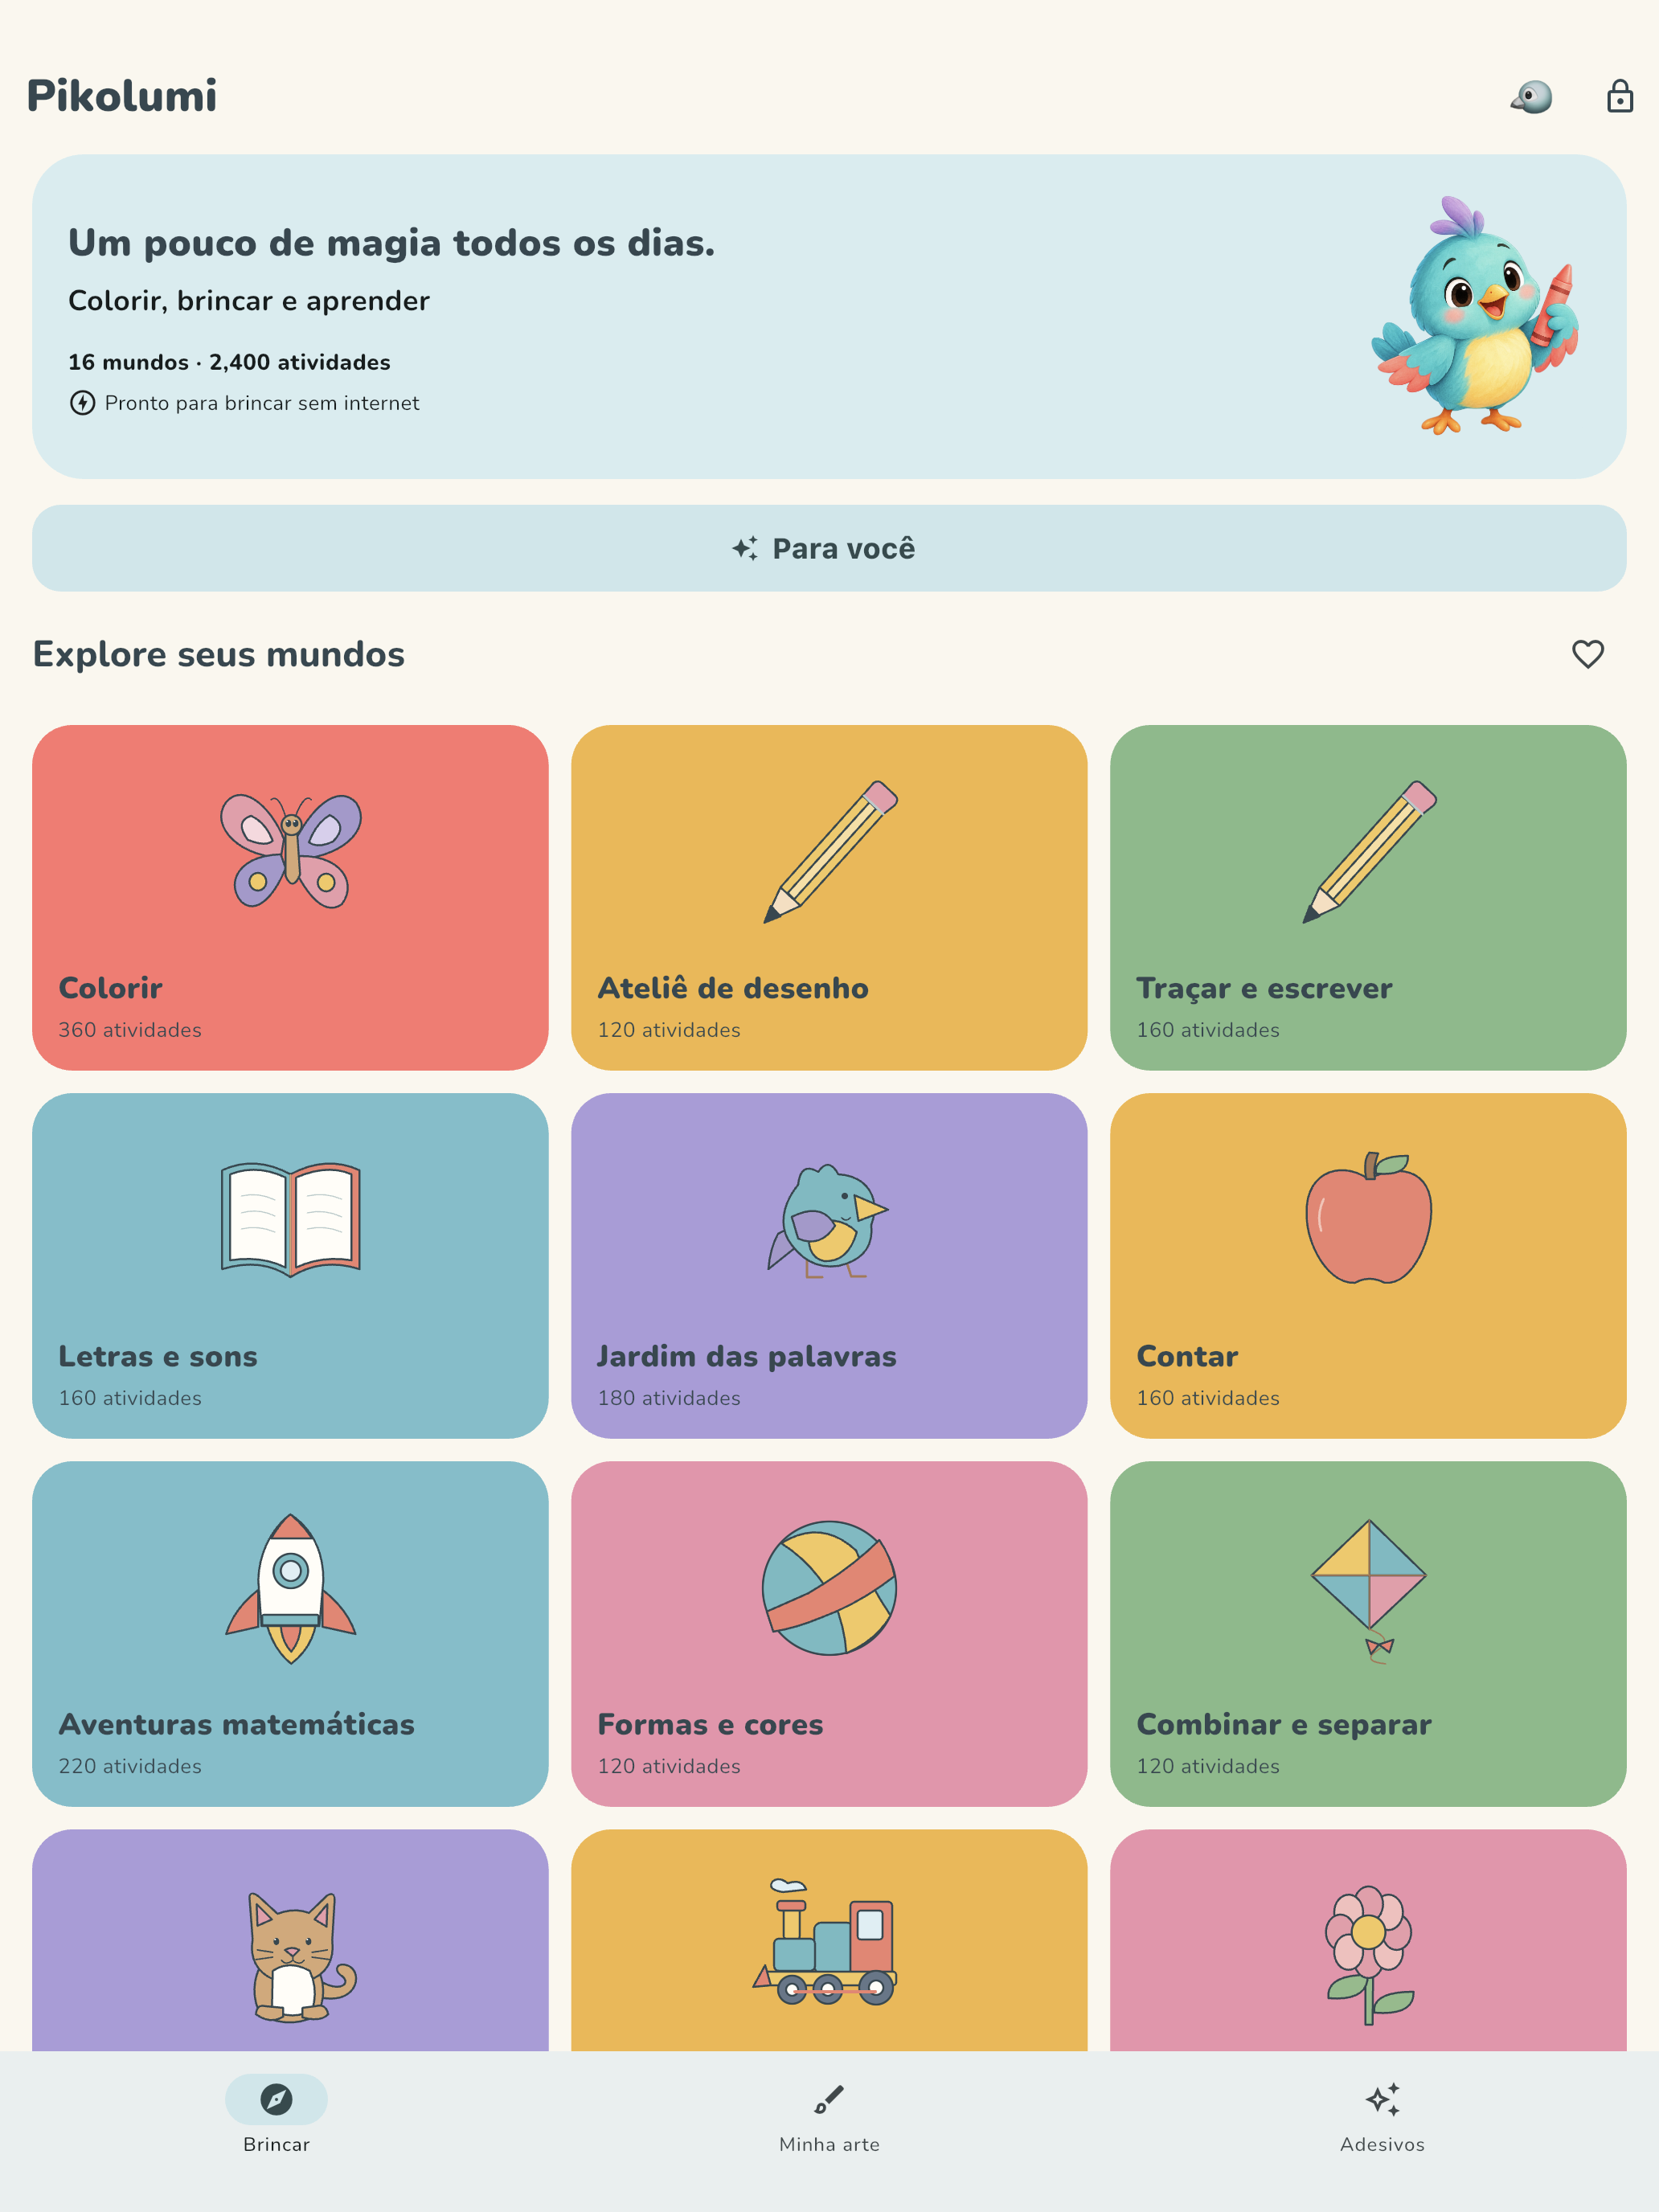 Pikolumi
Um pouco de magia todos os dias.
Colorir, brincar e aprender
16 mundos · 2,400 atividades
Pronto para brincar sem internet
Para você
Explore seus mundos
Colorir
360 atividades
Ateliê de desenho
120 atividades
Traçar e escrever
160 atividades
Letras e sons
160 atividades
Jardim das palavras
180 atividades
Contar
160 atividades
Aventuras matemáticas
220 atividades
Formas e cores
120 atividades
Combinar e separar
120 atividades
Brincar
Minha arte
Adesivos